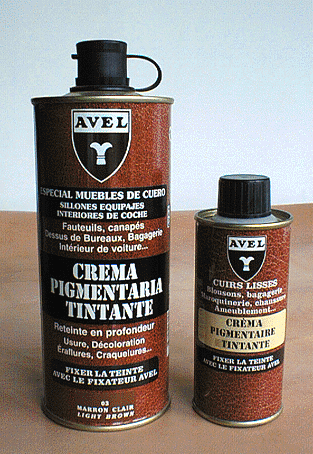 AVEL
ESPECIAL MUEBLES DE CUERO
SILLONES EQUIPAJES
INTERIORES DE COCHE
Fauteuils, canapés
Dessus de Bureaux, Bagagerie
Intérieur de voiture...
CREMA
PIGMENTARIA
TINTANTE
Reteinte en profondeur
Usure, Décoloration
Éraflures, Craquelures...
FIXER LA TEINTE
AVEC LE FIXATEUR AVEL
03
MARRON CLAIR
LIGHT BROWN
AVEL
CUIRS LISSES
Blousons, bagagerie
Maroquinerie, chaussures
Ameublement...
CRÈME
PIGMENTAIRE
TINTANTE
FIXER LA TEINTE
AVEC LE FIXATEUR AVEL